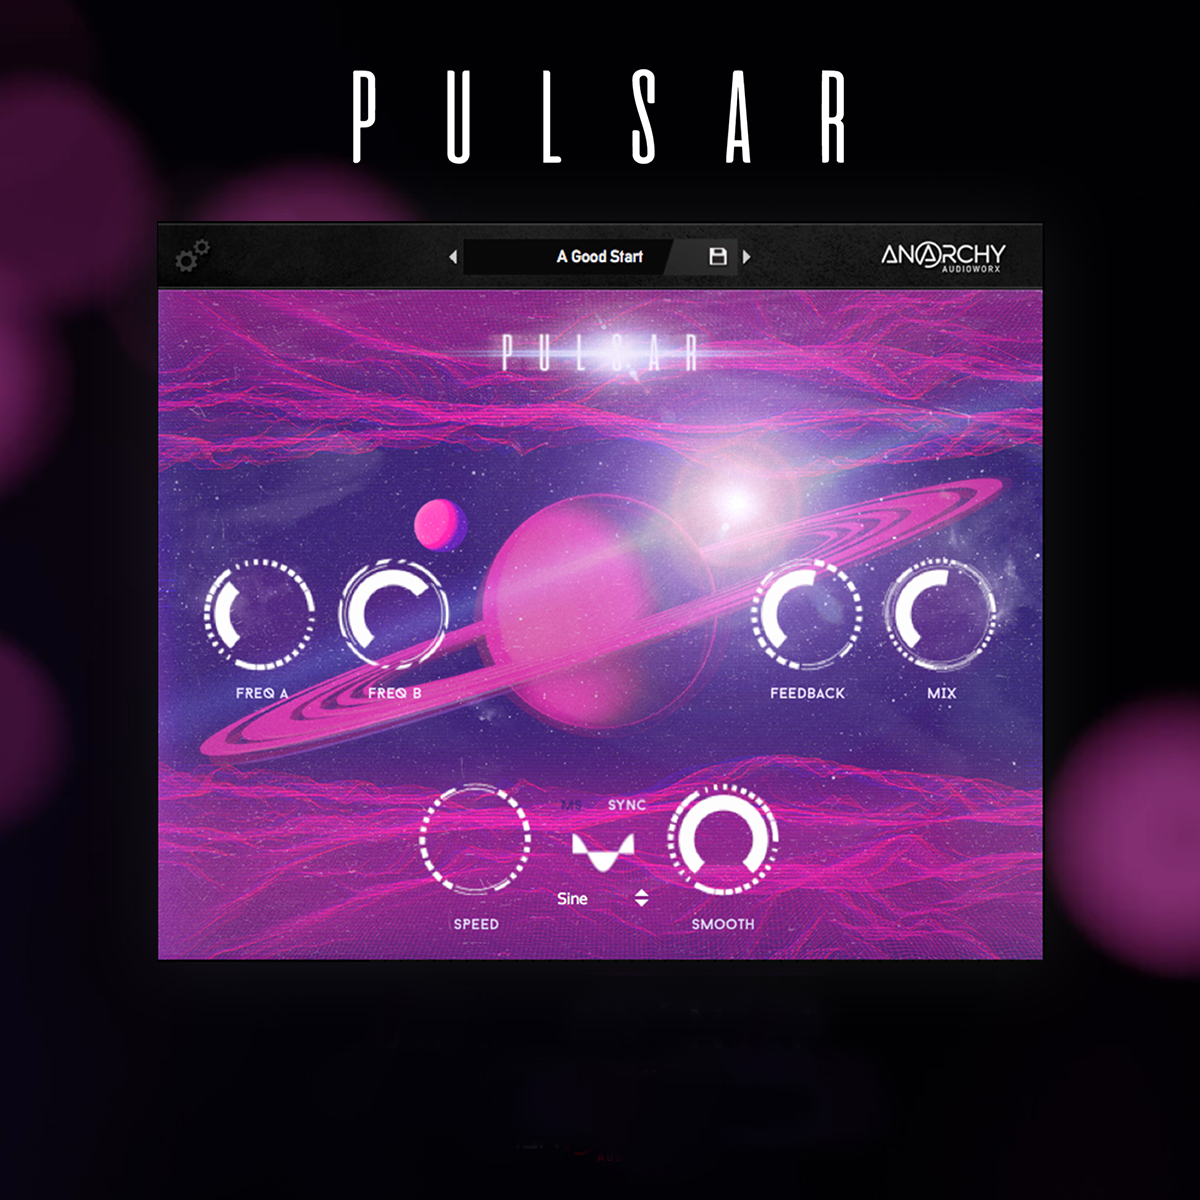 PULSAR
A Good Start
ANARCHY
AUDIOWORX
PULSAR
FREQ A
FREQ B
FEEDBACK
MIX
MS
SYNC
Sine
SPEED
SMOOTH